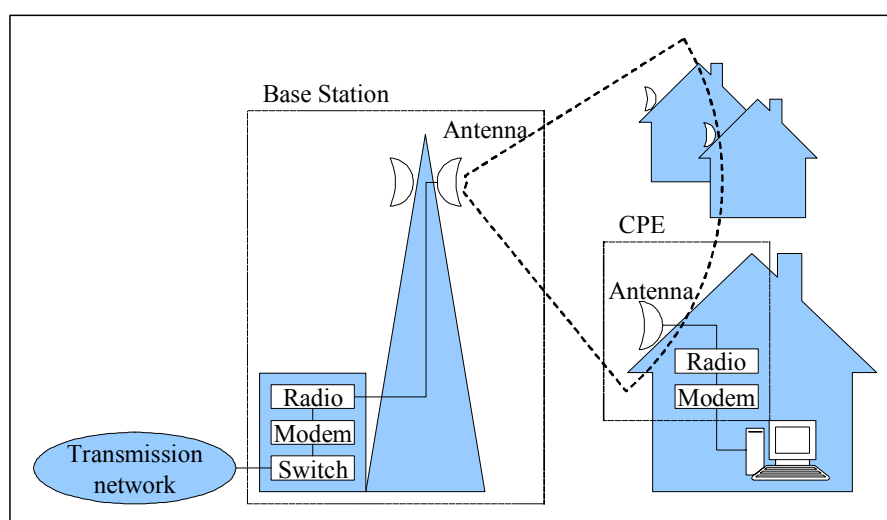 Base Station
Antenna
CPE
Antenna
Radio
Modem
Radio
Modem
Switch
Transmission
network